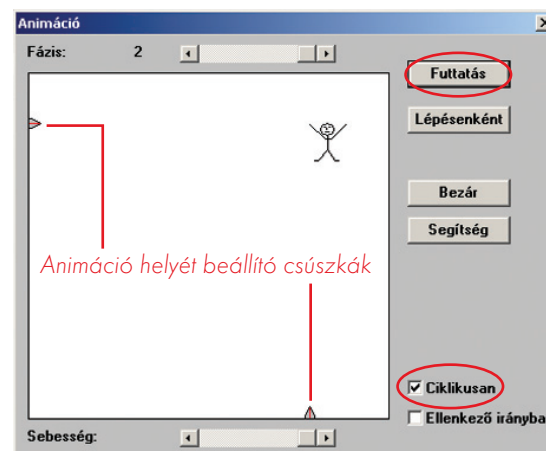 Animáció
Fázis: 2
Futtatás
Lépésenként
Bezár
Segítség
Animáció helyét beállító csúszkák
Ciklikusan
Ellenkező irányba
Sebesség: